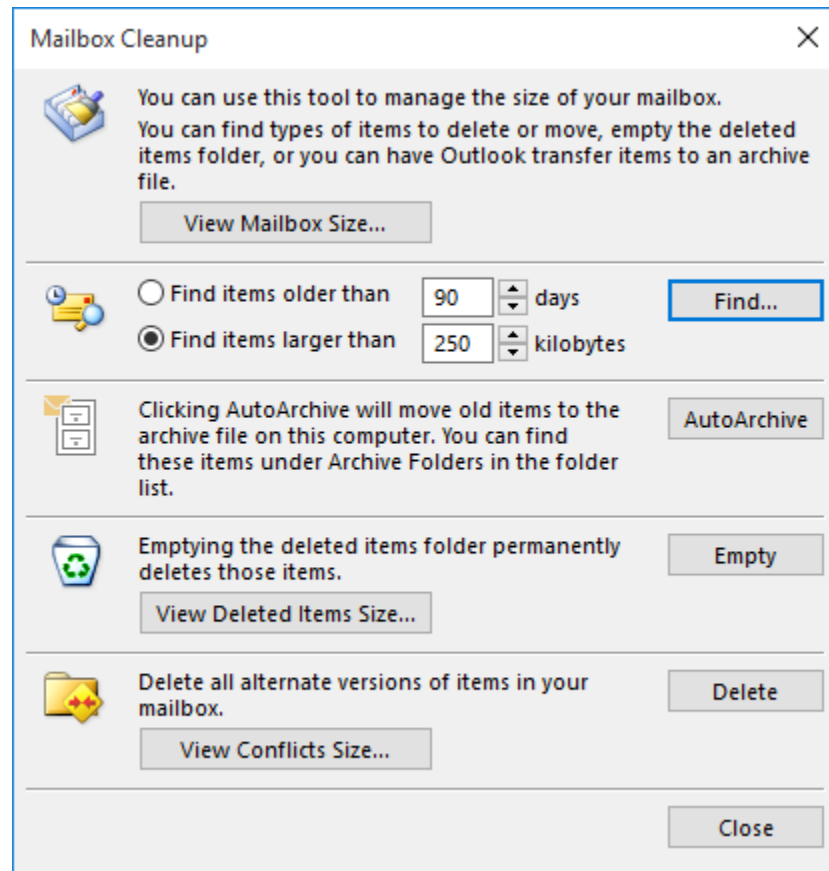 Mailbox Cleanup
You can use this tool to manage the size of your mailbox.
You can find types of items to delete or move, empty the deleted
items folder, or you can have Outlook transfer items to an archive
file.
View Mailbox Size...
Find items older than 90 days Find...
Find items larger than 250 kilobytes
Clicking AutoArchive will move old items to the AutoArchive
archive file on this computer. You can find
these items under Archive Folders in the folder
list.
Emptying the deleted items folder permanently Empty
deletes those items.
View Deleted Items Size...
Delete all alternate versions of items in your Delete
mailbox.
View Conflicts Size...
Close